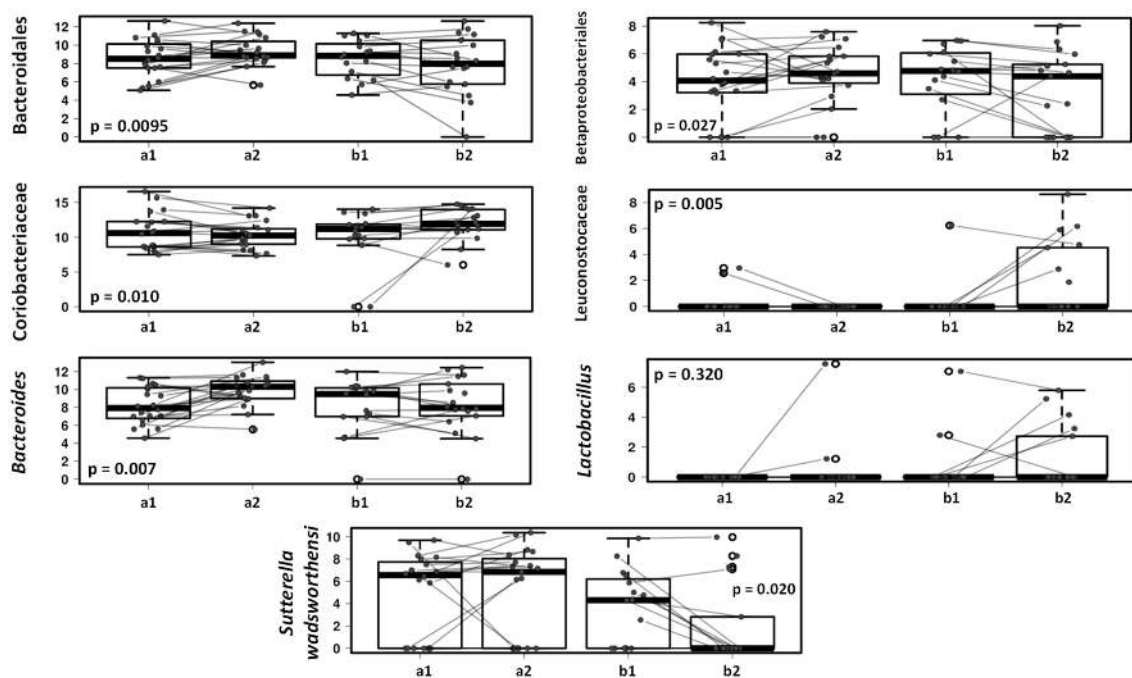 Bacteroidales
12
10
8
6
4
2
0
p = 0.0095
a1 a2 b1 b2
Betaproteobacteriales
8
6
4
2
0
p = 0.027
a1 a2 b1 b2
Coriobacteriaceae
15
10
5
0
p = 0.010
a1 a2 b1 b2
Leuconostocaceae
8
6
4
2
0
p = 0.005
a1 a2 b1 b2
Bacteroides
12
10
8
6
4
2
0
p = 0.007
a1 a2 b1 b2
Lactobacillus
6
4
2
0
p = 0.320
a1 a2 b1 b2
Sutterella
wadsworthensi
10
8
6
4
2
0
p = 0.020
a1 a2 b1 b2